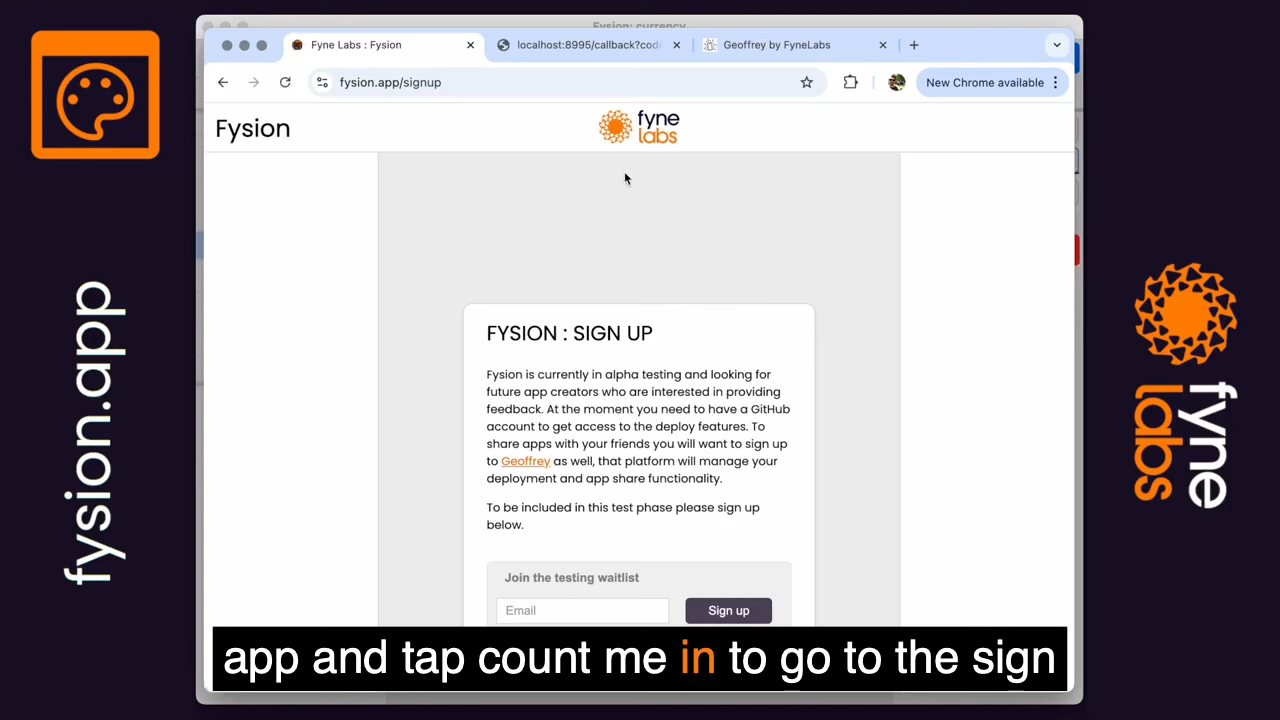 Fysion: currency
Fyne Labs : Fysion
localhost:8995/callback?cod
Geoffrey by FyneLabs
fysion.app/signup
New Chrome available
Fysion
fyne
labs
FYSION : SIGN UP
Fysion is currently in alpha testing and looking for
future app creators who are interested in providing
feedback. At the moment you need to have a GitHub
account to get access to the deploy features. To
share apps with your friends you will want to sign up
to Geoffrey as well, that platform will manage your
deployment and app share functionality.
To be included in this test phase please sign up
below.
Join the testing waitlist
Email
Sign up
app and tap count me in to go to the sign
fysion.app
fyne
labs